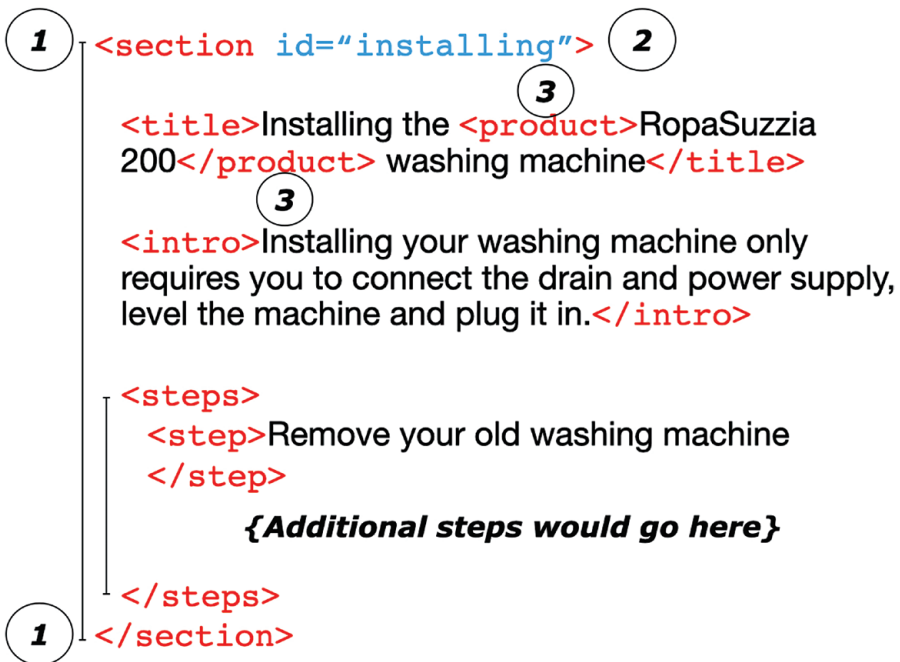 1 <section id=“installing”> 2
3
<title>Installing the <product>RopaSuzzia
200</product> washing machine</title>
3
<intro>Installing your washing machine only
requires you to connect the drain and power supply,
level the machine and plug it in.</intro>
<steps>
<step>Remove your old washing machine
</step>
{Additional steps would go here}
</steps>
1 </section>